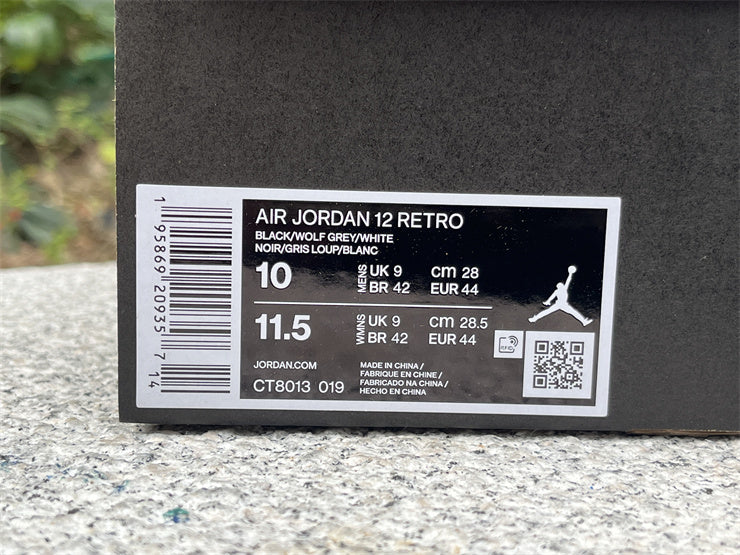 1 95869 20935 7 14
AIR JORDAN 12 RETRO
BLACK/WOLF GREY/WHITE
NOIR/GRIS LOUP/BLANC
10 MENS UK 9 cm 28
BR 42 EUR 44
11.5 WMNS UK 9 cm 28.5
BR 42 EUR 44
JORDAN.COM
CT8013 019
MADE IN CHINA /
FABRIQUE EN CHINE /
FABRICADO NA CHINA /
HECHO EN CHINA
RFID